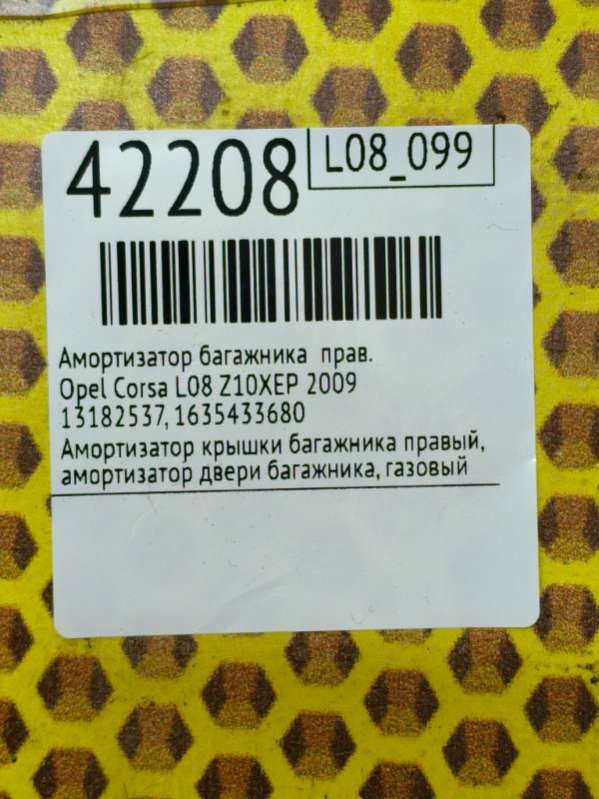 42208
L08_099
Амортизатор багажника прав.
Opel Corsa L08 Z10XEP 2009
13182537, 1635433680
Амортизатор крышки багажника правый,
амортизатор двери багажника, газовый